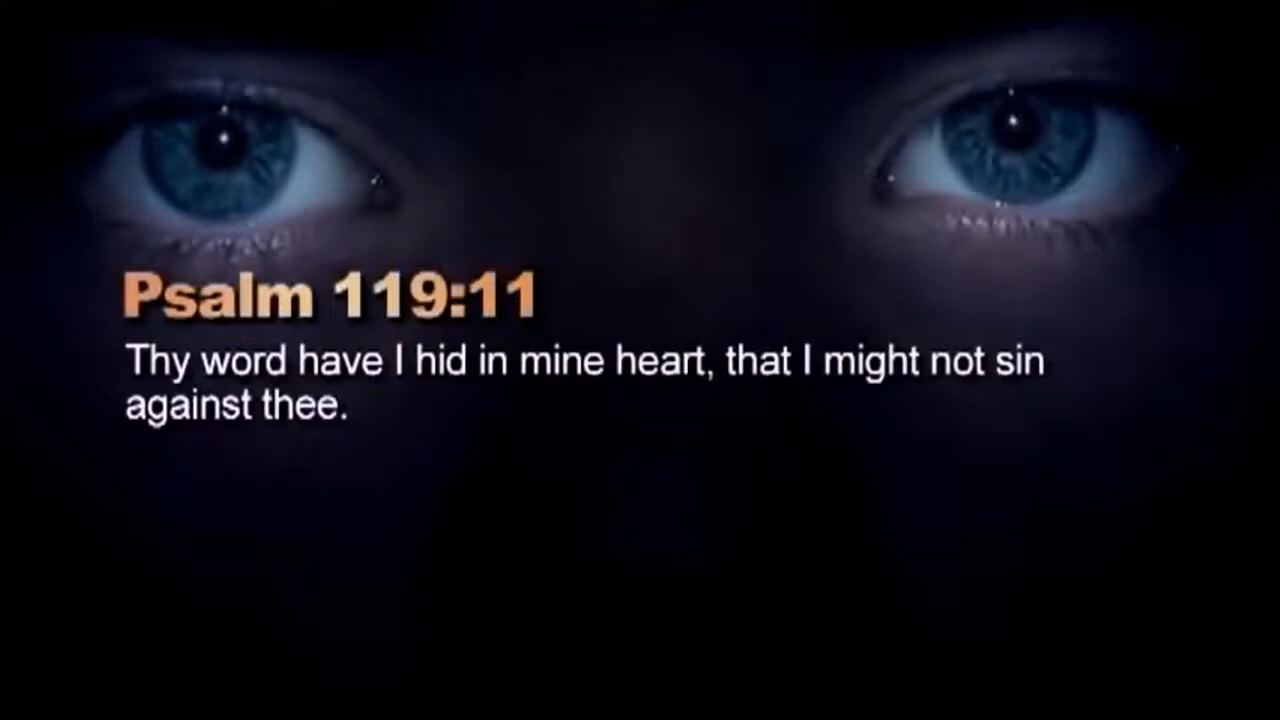 Psalm 119:11
Thy word have I hid in mine heart, that I might not sin
against thee.